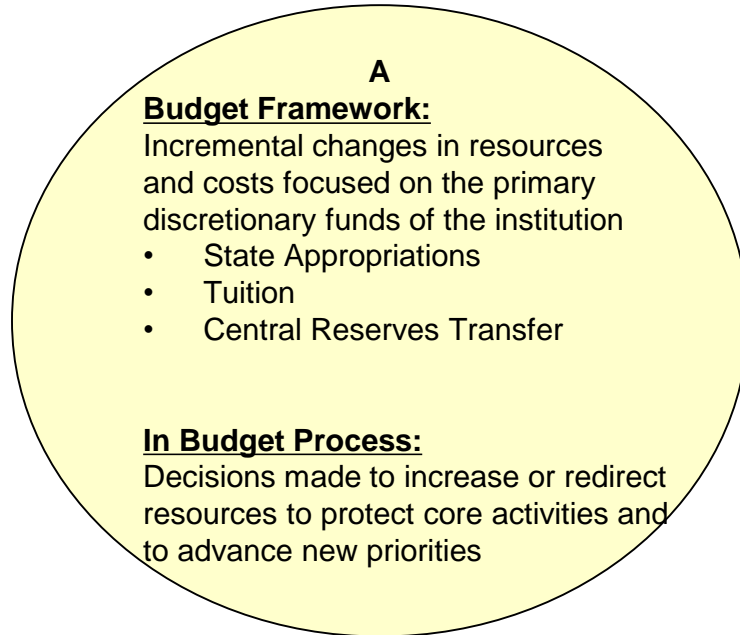 A
Budget Framework:
Incremental changes in resources
and costs focused on the primary
discretionary funds of the institution
• State Appropriations
• Tuition
• Central Reserves Transfer
In Budget Process:
Decisions made to increase or redirect
resources to protect core activities and
to advance new priorities